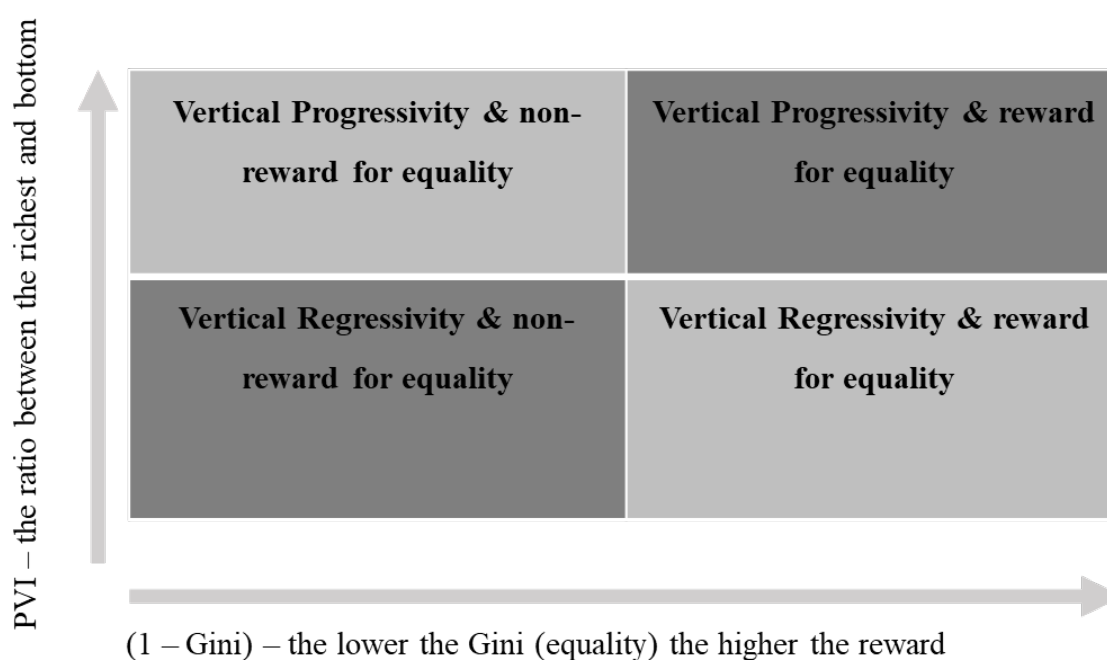 PVI – the ratio between the richest and bottom
Vertical Progressivity & non-
reward for equality
Vertical Progressivity & reward
for equality
Vertical Regressivity & non-
reward for equality
Vertical Regressivity & reward
for equality
(1 – Gini) – the lower the Gini (equality) the higher the reward